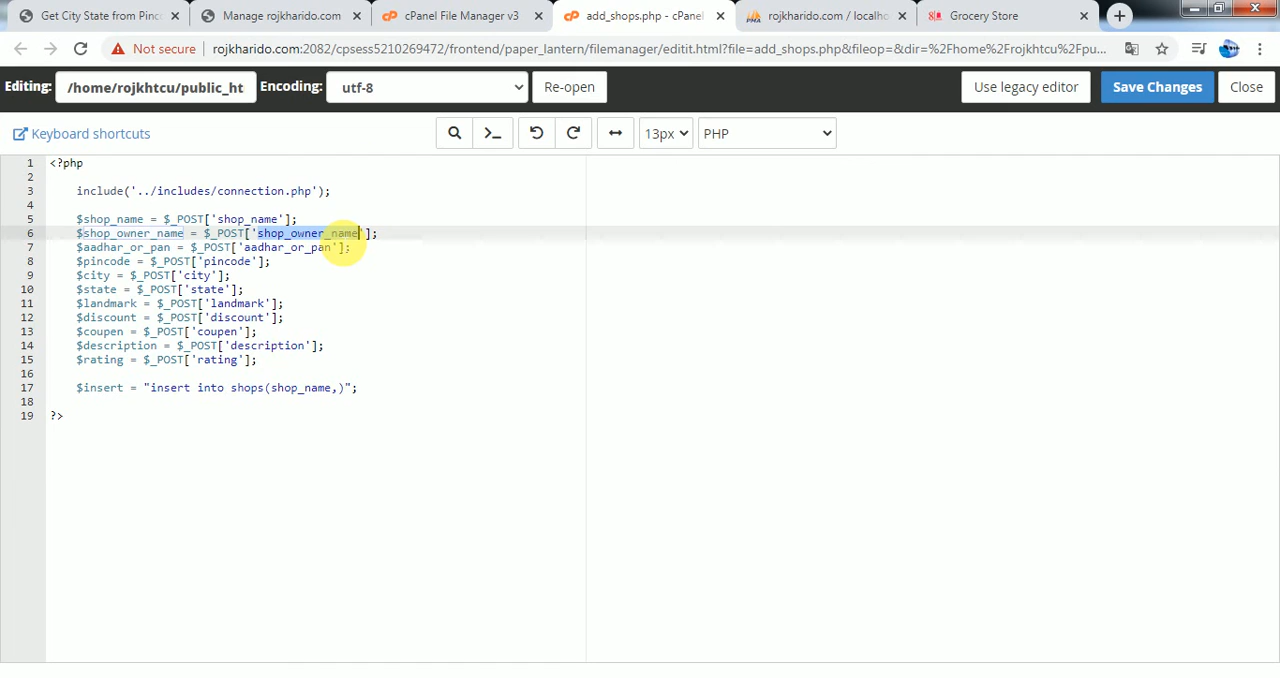 Get City State from Pinc
Manage rojkharido.com
cPanel File Manager v3
add_shops.php - cPanel
rojkharido.com / localho
Grocery Store
Not secure
rojkharido.com:2082/cpsess5210269472/frontend/paper_lantern/filemanager/editit.html?file=add_shops.php&fileop=&dir=%2Fhome%2Frojkhtcu%2Fpu...
Editing:
/home/rojkhtcu/public_ht
Encoding:
utf-8
Re-open
Use legacy editor
Save Changes
Close
Keyboard shortcuts
13px
PHP
1 <?php
2
3 include('../includes/connection.php');
4
5 $shop_name = $_POST['shop_name'];
6 $shop_owner_name = $_POST['shop_owner_name'];
7 $aadhar_or_pan = $_POST['aadhar_or_pan'];
8 $pincode = $_POST['pincode'];
9 $city = $_POST['city'];
10 $state = $_POST['state'];
11 $landmark = $_POST['landmark'];
12 $discount = $_POST['discount'];
13 $coupen = $_POST['coupen'];
14 $description = $_POST['description'];
15 $rating = $_POST['rating'];
16
17 $insert = "insert into shops(shop_name,)";
18
19 ?>